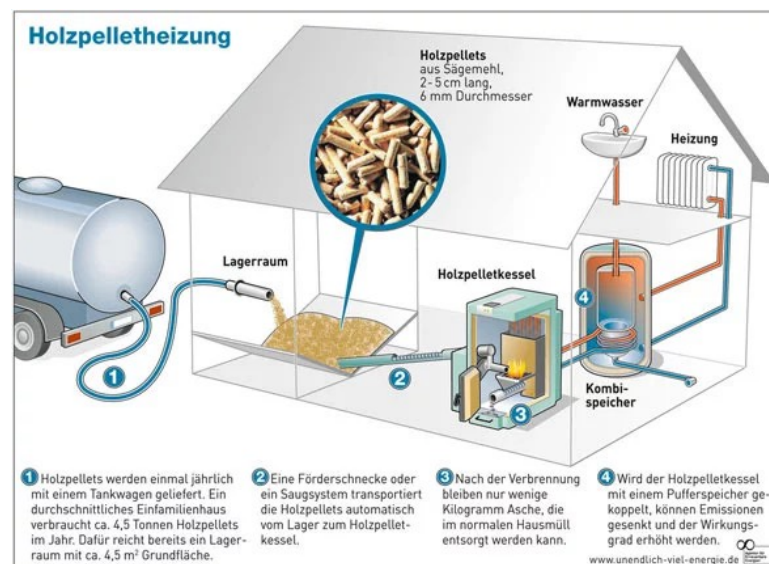 Holzpelletheizung
Holzpellets
aus Sägemehl,
2-5 cm lang,
6 mm Durchmesser
Warmwasser
Heizung
Lagerraum
Holzpelletkessel
4
1
2
3
Kombi-
speicher
1 Holzpellets werden einmal jährlich
mit einem Tankwagen geliefert. Ein
durchschnittliches Einfamilienhaus
verbraucht ca. 4,5 Tonnen Holzpellets
im Jahr. Dafür reicht bereits ein Lager-
raum mit ca. 4,5 m² Grundfläche.
2 Eine Förderschnecke oder
ein Saugsystem transportiert
die Holzpellets automatisch
vom Lager zum Holzpellet-
kessel.
3 Nach der Verbrennung
bleiben nur wenige
Kilogramm Asche, die
im normalen Hausmüll
entsorgt werden kann.
4 Wird der Holzpelletkessel
mit einem Pufferspeicher ge-
koppelt, können Emissionen
gesenkt und der Wirkungs-
grad erhöht werden.
www.unendlich-viel-energie.de